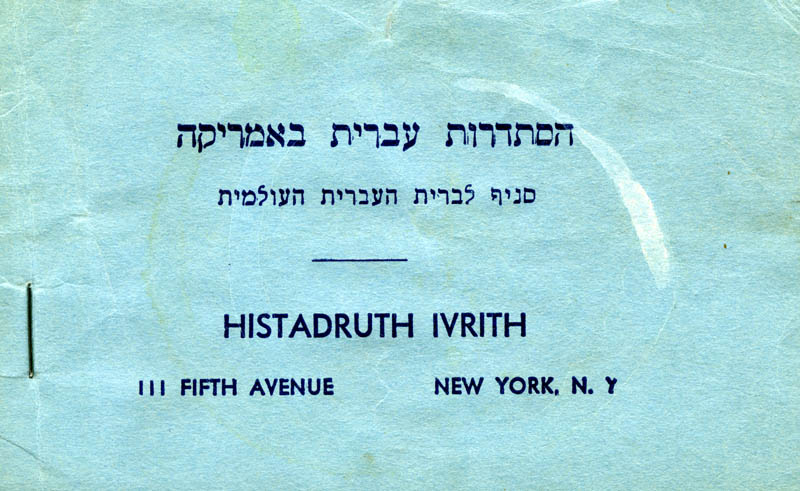 הסתדרות עברית באמריקה
סניף לברית העברית העולמית
HISTADRUTH IVRITH
111 FIFTH AVENUE NEW YORK, N. Y